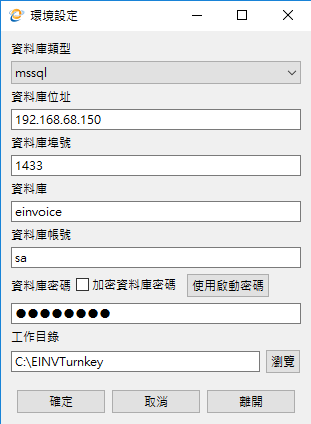 環境設定
資料庫類型
mssql
資料庫位址
192.168.68.150
資料庫埠號
1433
資料庫
einvoice
資料庫帳號
sa
資料庫密碼 加密資料庫密碼 使用啟動密碼
●●●●●●●●
工作目錄
C:\EINVTurnkey 瀏覽
確定 取消 離開